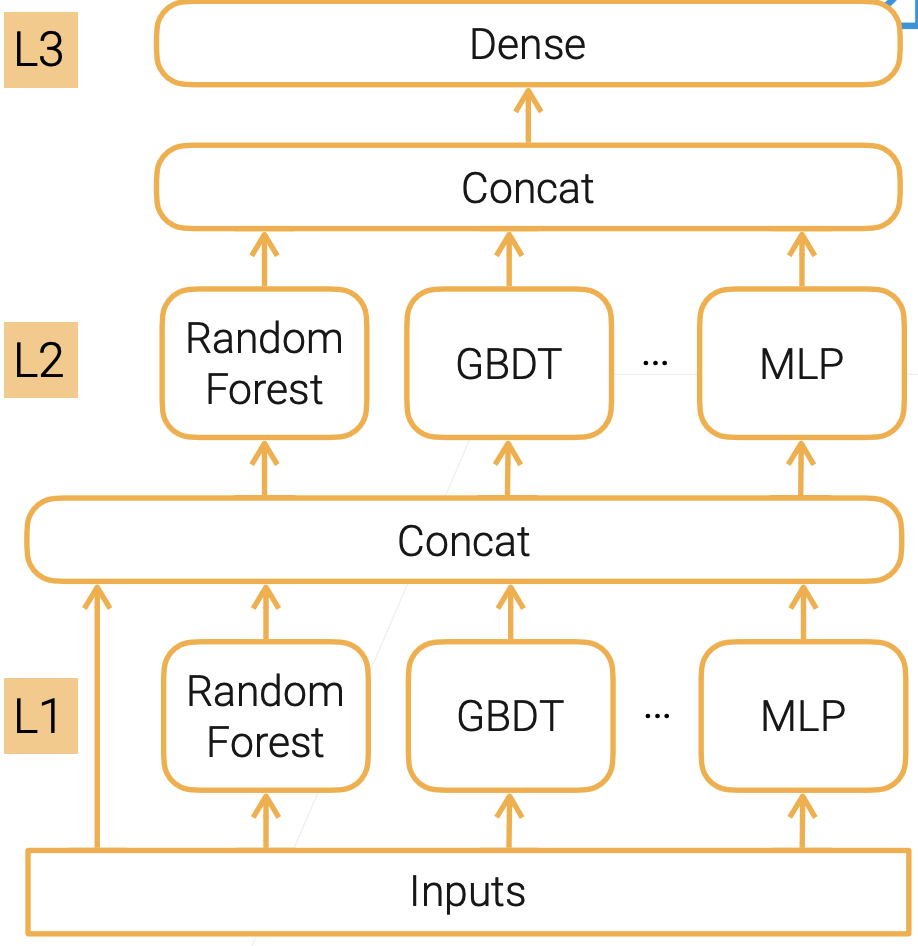 L3
Dense
Concat
L2
Random
Forest
GBDT
...
MLP
Concat
L1
Random
Forest
GBDT
...
MLP
Inputs